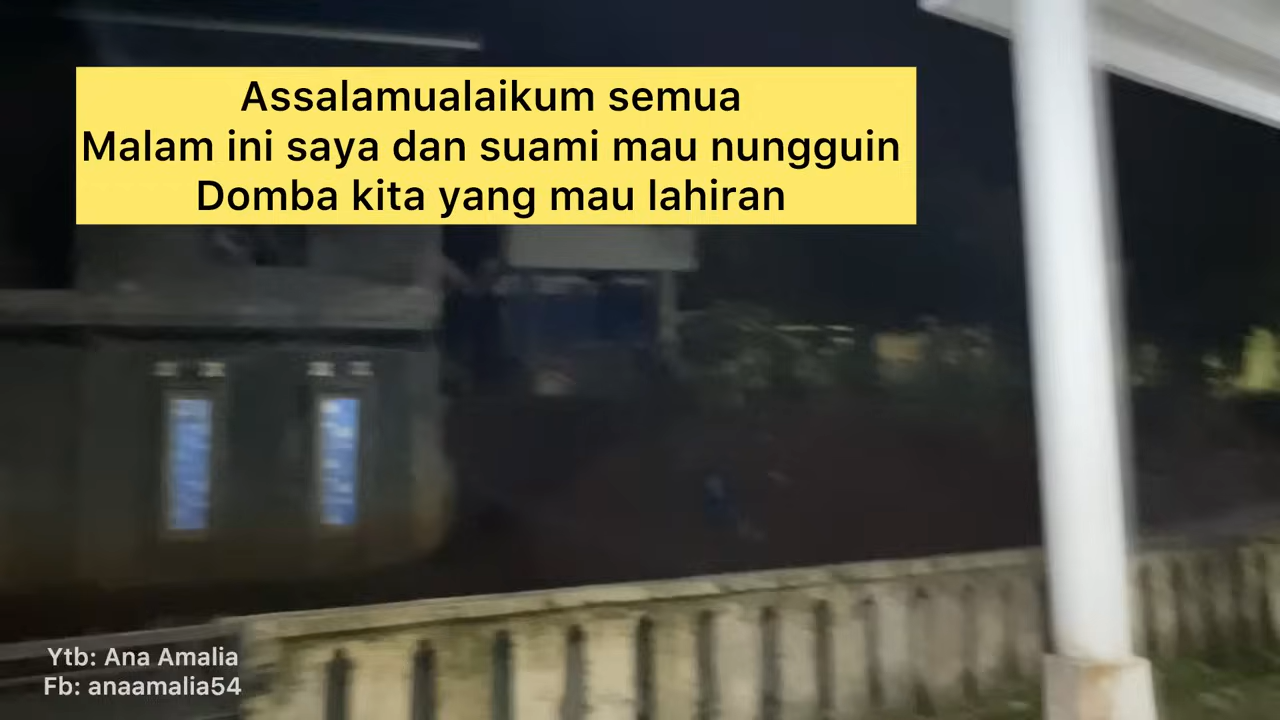 Assalamualaikum semua
Malam ini saya dan suami mau nungguin
Domba kita yang mau lahiran
Ytb: Ana Amalia
Fb: anaamalia54